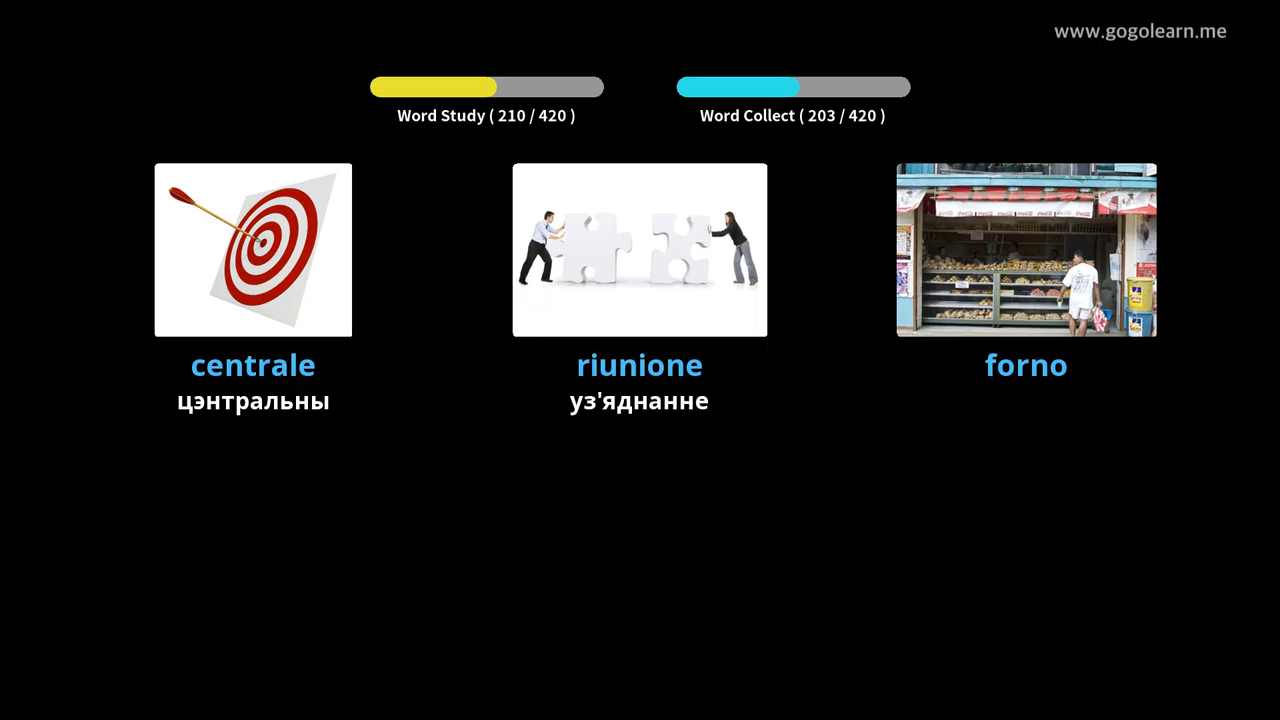 www.gogolearn.me
Word Study ( 210 / 420 )
Word Collect ( 203 / 420 )
centrale
riunione
forno
цэнтральны
уз'яднанне